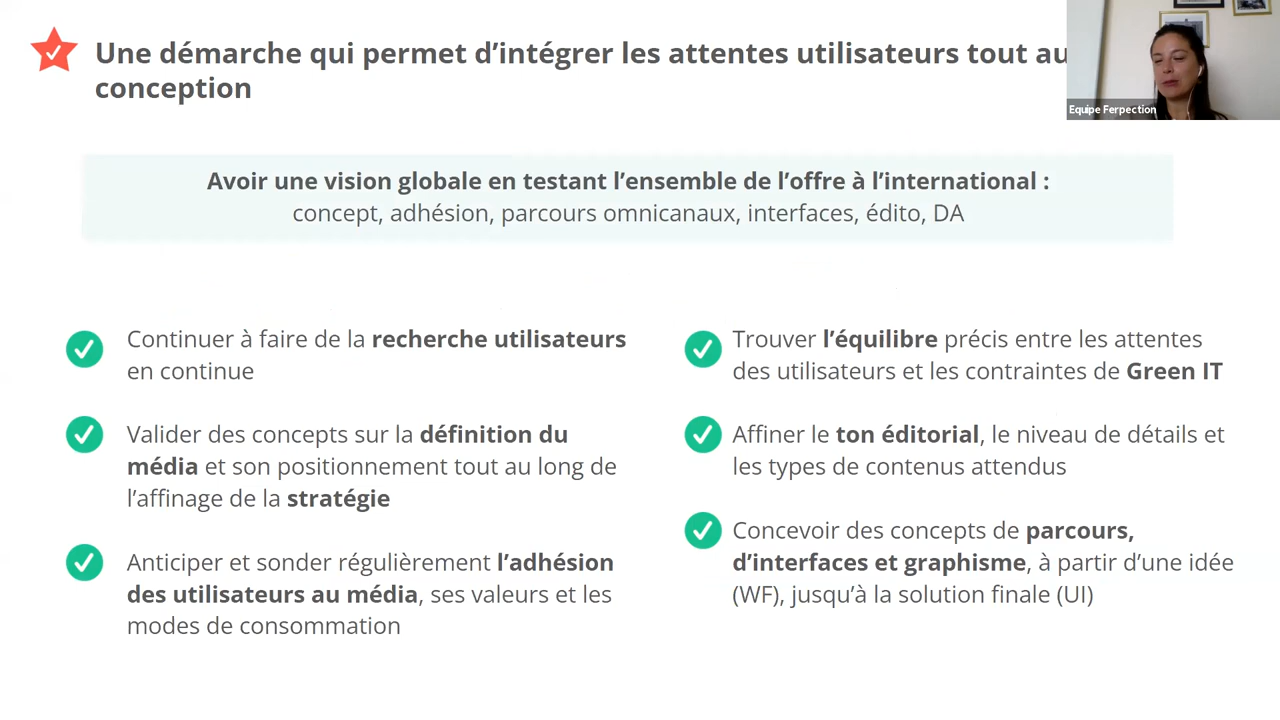 Une démarche qui permet d’intégrer les attentes utilisateurs tout au
conception
Equipe Ferpection
Avoir une vision globale en testant l’ensemble de l’offre à l’international :
concept, adhésion, parcours omnicanaux, interfaces, édito, DA
Continuer à faire de la recherche utilisateurs
en continue
Valider des concepts sur la définition du
média et son positionnement tout au long de
l’affinage de la stratégie
Anticiper et sonder régulièrement l’adhésion
des utilisateurs au média, ses valeurs et les
modes de consommation
Trouver l’équilibre précis entre les attentes
des utilisateurs et les contraintes de Green IT
Affiner le ton éditorial, le niveau de détails et
les types de contenus attendus
Concevoir des concepts de parcours,
d’interfaces et graphisme, à partir d’une idée
(WF), jusqu’à la solution finale (UI)